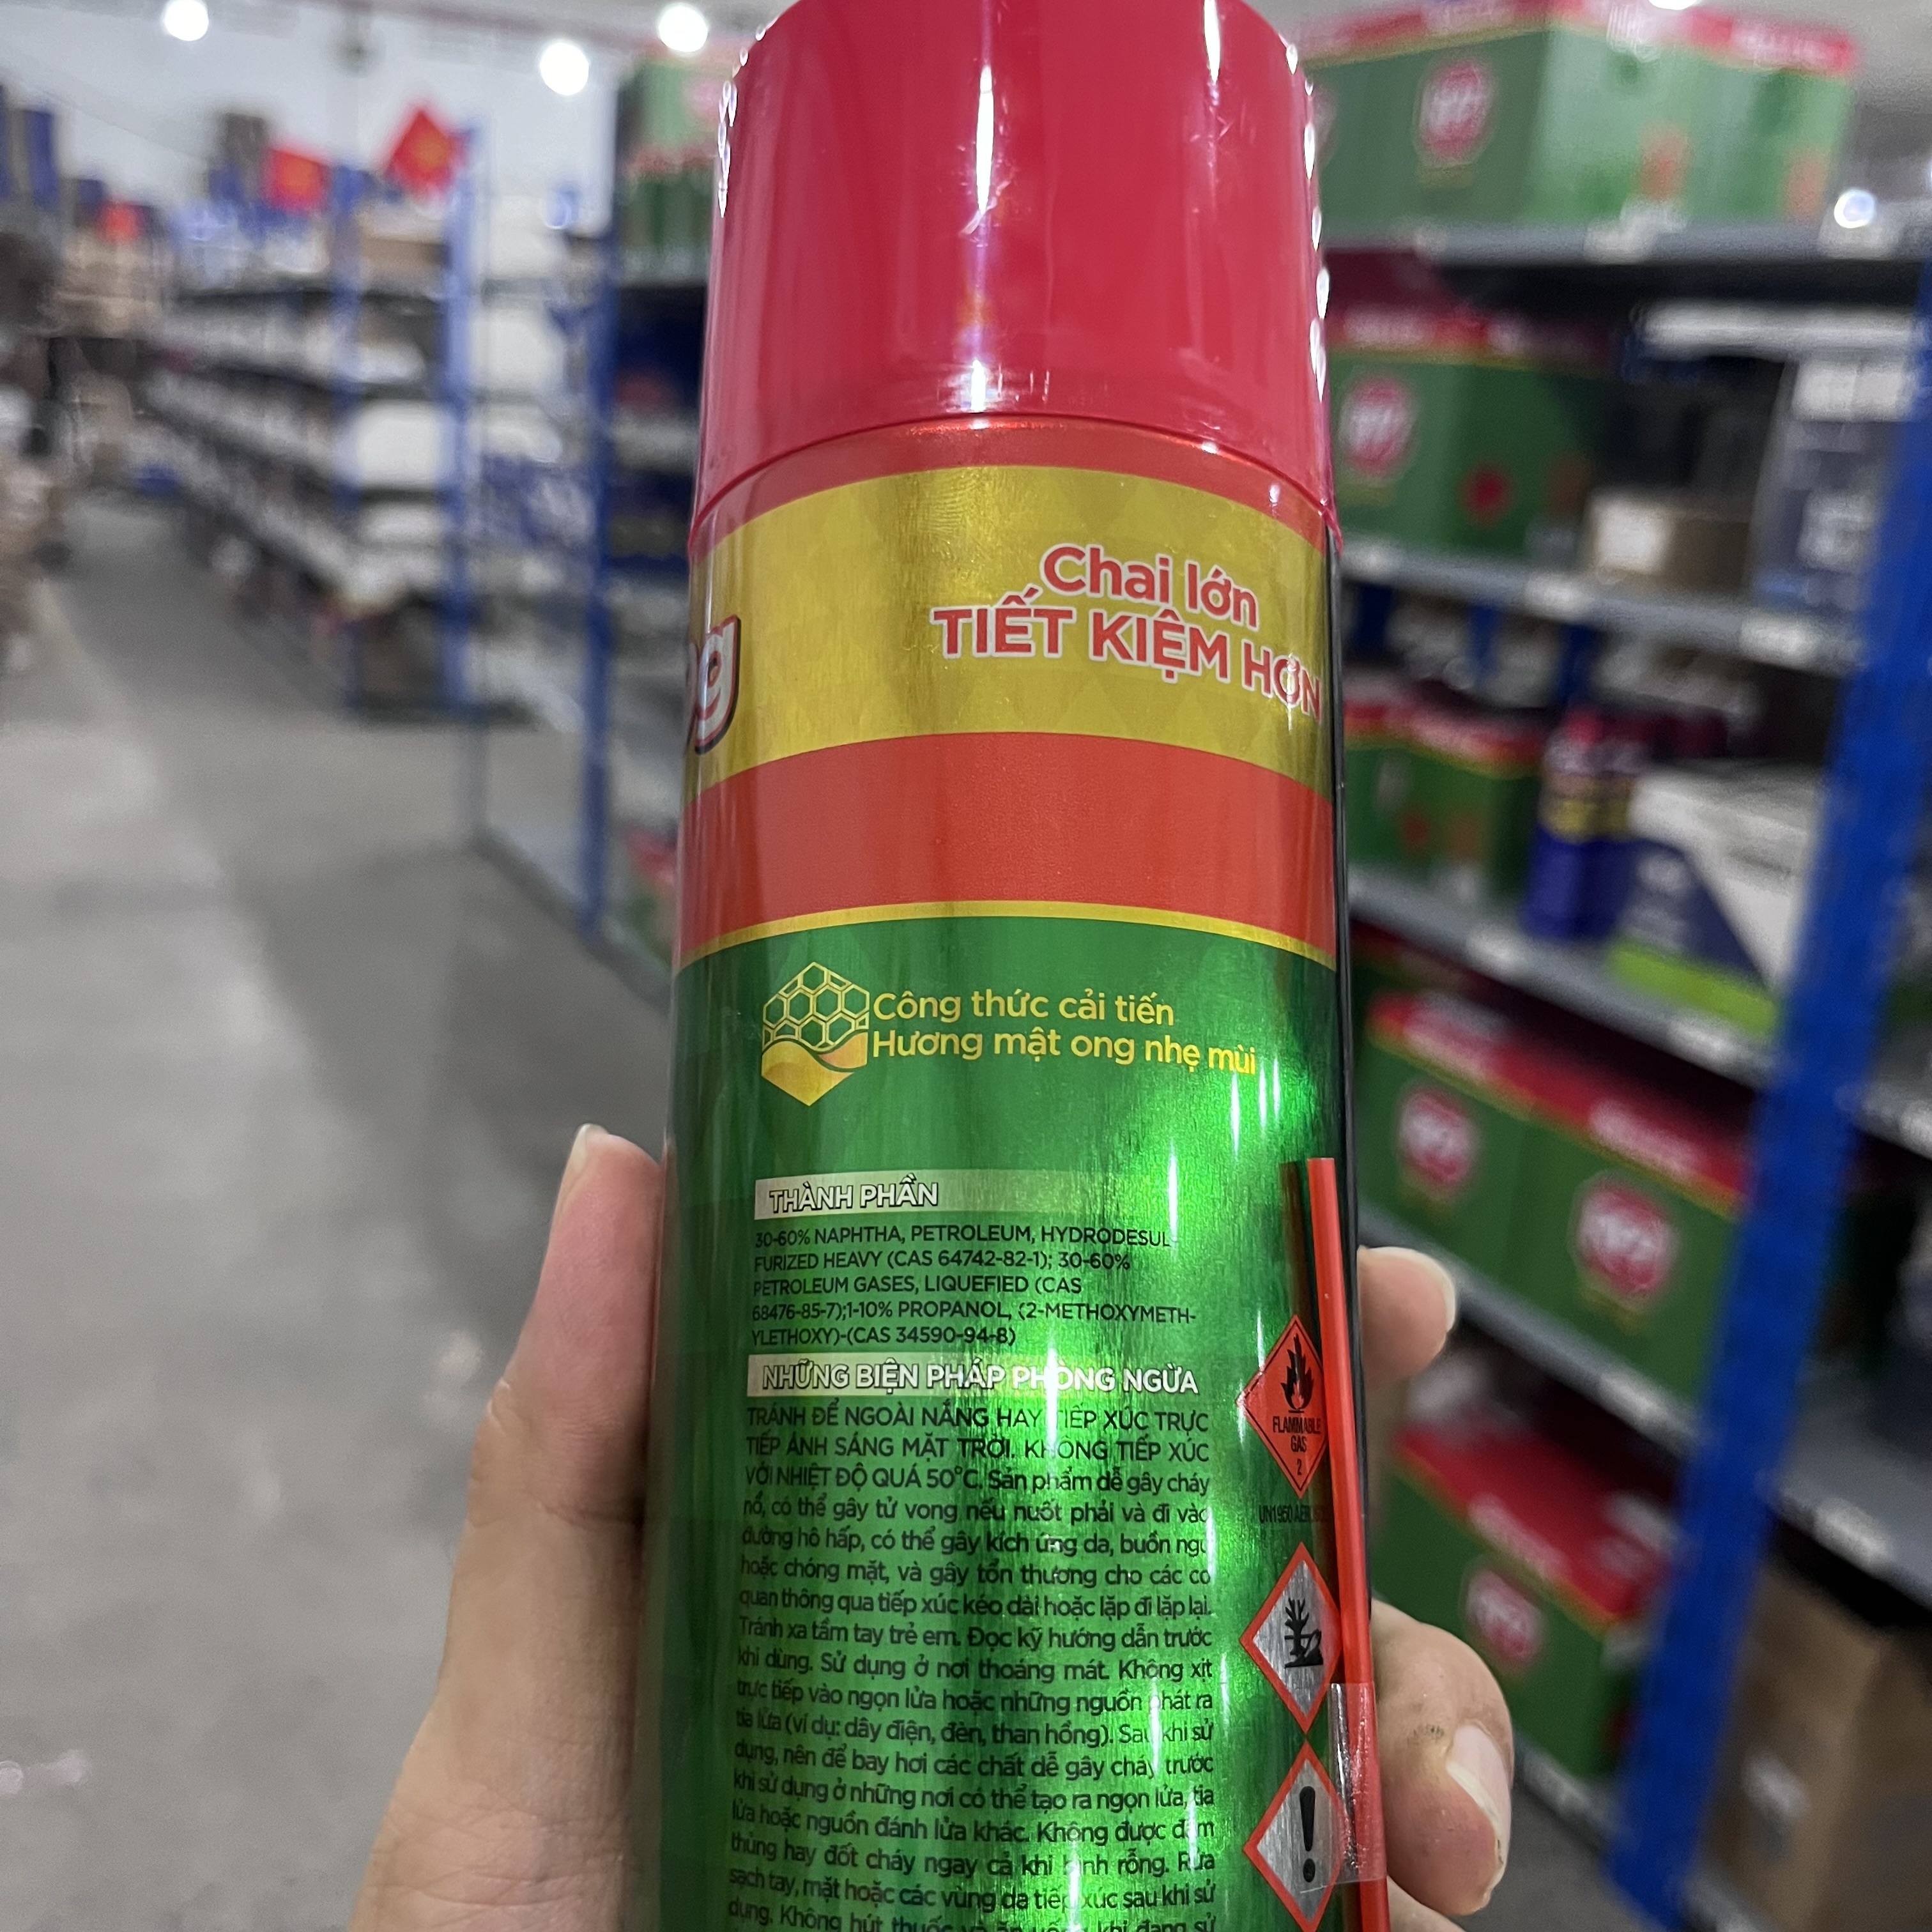 Chai lớn
TIẾT KIỆM HƠN
Công thức cải tiến
Hương mật ong nhẹ mùi
THÀNH PHẦN
30-60% NAPHTHA, PETROLEUM, HYDRODESUL-
FURIZED HEAVY (CAS 64742-82-1); 30-60%
PETROLEUM GASES, LIQUEFIED (CAS
68476-85-7);1-10% PROPANOL, (2-METHOXYMETH-
YLETHOXY)-(CAS 34590-94-8)
NHỮNG BIỆN PHÁP PHÒNG NGỪA
TRÁNH ĐỂ NGOÀI NẮNG HAY TIẾP XÚC TRỰC
TIẾP ÁNH SÁNG MẶT TRỜI. KHÔNG TIẾP XÚC
VỚI NHIỆT ĐỘ QUÁ 50°C. Sản phẩm dễ gây cháy
nổ, có thể gây tử vong nếu nuốt phải và đi vào
đường hô hấp, có thể gây kích ứng da, buồn ngủ
hoặc chóng mặt, và gây tổn thương cho các cơ
quan thông qua tiếp xúc kéo dài hoặc lặp đi lặp lại.
Tránh xa tầm tay trẻ em. Đọc kỹ hướng dẫn trước
khi dùng. Sử dụng ở nơi thoáng mát. Không xịt
trực tiếp vào ngọn lửa hoặc những nguồn phát ra
tia lửa (ví dụ: dây điện, đèn, than hồng). Sau khi sử
dụng, nên để bay hơi các chất dễ gây cháy trước
khi sử dụng ở những nơi có thể tạo ra ngọn lửa, tia
lửa hoặc nguồn đánh lửa khác. Không được đâm
thủng hay đốt cháy ngay cả khi bình rỗng. Rửa
sạch tay, mặt hoặc các vùng da tiếp xúc sau khi sử
dụng. Không hút thuốc khi đang sử
FLAMMABLE
GAS
2
UN1950